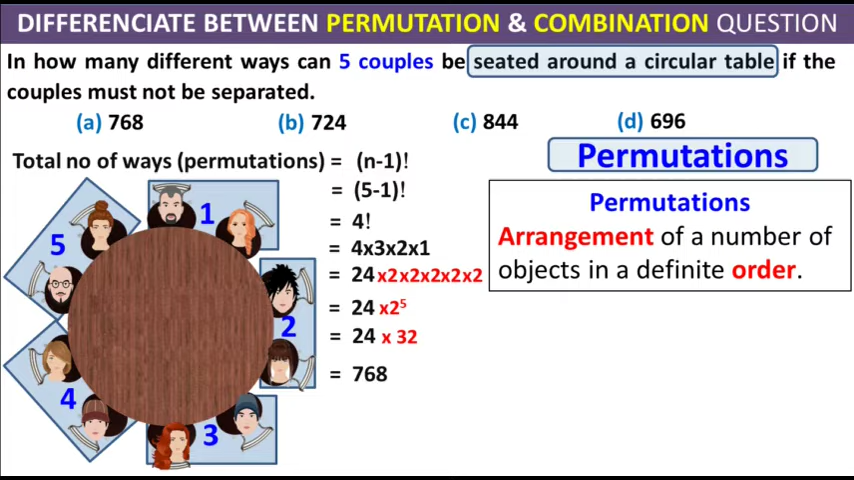 DIFFERENCIATE BETWEEN PERMUTATION & COMBINATION QUESTION
In how many different ways can 5 couples be seated around a circular table if the
couples must not be separated.
(a) 768 (b) 724 (c) 844 (d) 696
Permutations
Total no of ways (permutations) = (n-1)!
= (5-1)!
= 4!
= 4x3x2x1
= 24 x2x2x2x2x2
= 24 x2⁵
= 24 x 32
= 768
Permutations
Arrangement of a number of
objects in a definite order.
1
5
2
4
3